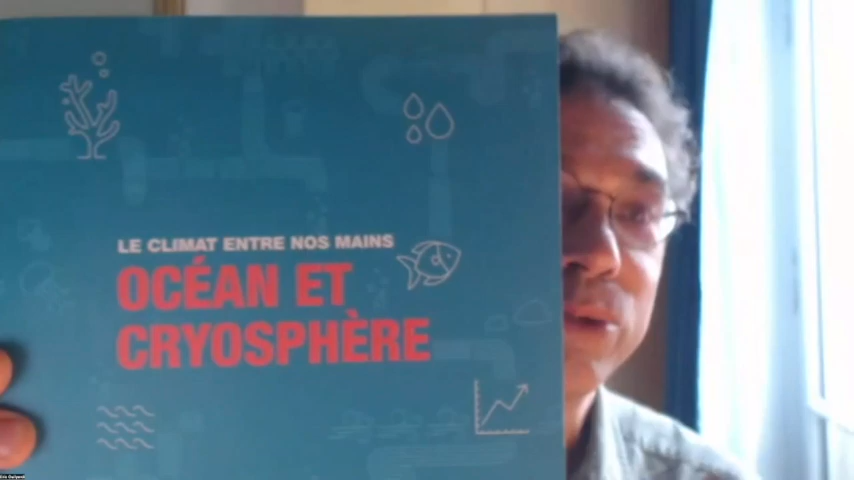 LE CLIMAT ENTRE NOS MAINS
OCÉAN ET
CRYOSPHÈRE